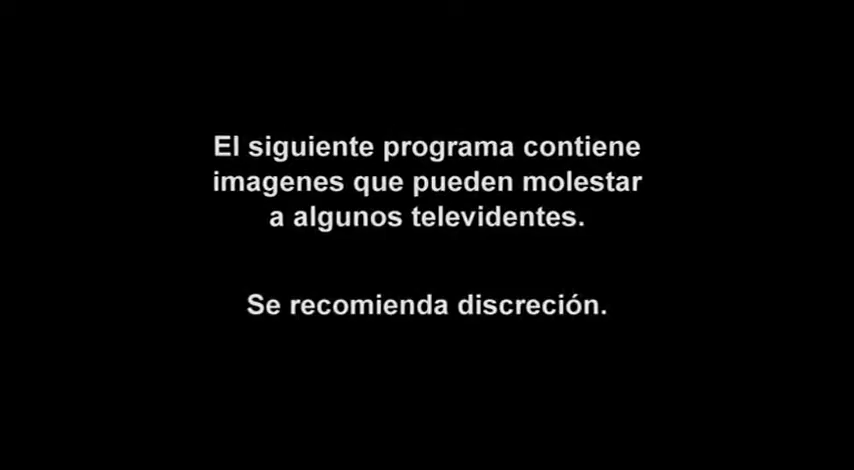 El siguiente programa contiene
imagenes que pueden molestar
a algunos televidentes.
Se recomienda discreción.